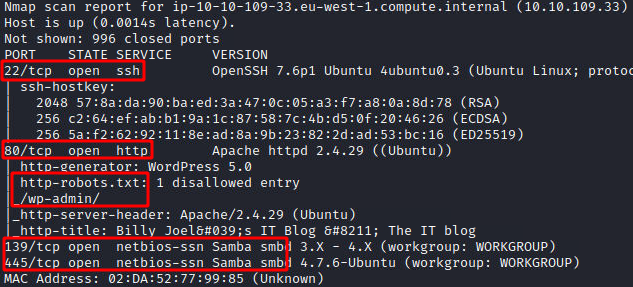 Nmap scan report for ip-10-10-109-33.eu-west-1.compute.internal (10.10.109.33)
Host is up (0.0014s latency).
Not shown: 996 closed ports
PORT    STATE SERVICE     VERSION
22/tcp  open  ssh         OpenSSH 7.6p1 Ubuntu 4ubuntu0.3 (Ubuntu Linux; protoc
| ssh-hostkey:
|   2048 57:8a:da:90:ba:ed:3a:47:0c:05:a3:f7:a8:0a:8d:78 (RSA)
|   256 c2:64:ef:ab:b1:9a:1c:87:58:7c:4b:d5:0f:20:46:26 (ECDSA)
|   256 5a:f2:62:92:11:8e:ad:8a:9b:23:82:2d:ad:53:bc:16 (ED25519)
80/tcp  open  http        Apache httpd 2.4.29 ((Ubuntu))
| http-generator: WordPress 5.0
| http-robots.txt: 1 disallowed entry
|_/wp-admin/
|_http-server-header: Apache/2.4.29 (Ubuntu)
|_http-title: Billy Joel&#039;s IT Blog &#8211; The IT blog
139/tcp open  netbios-ssn Samba smbd 3.X - 4.X (workgroup: WORKGROUP)
445/tcp open  netbios-ssn Samba smbd 4.7.6-Ubuntu (workgroup: WORKGROUP)
MAC Address: 02:DA:52:77:99:85 (Unknown)